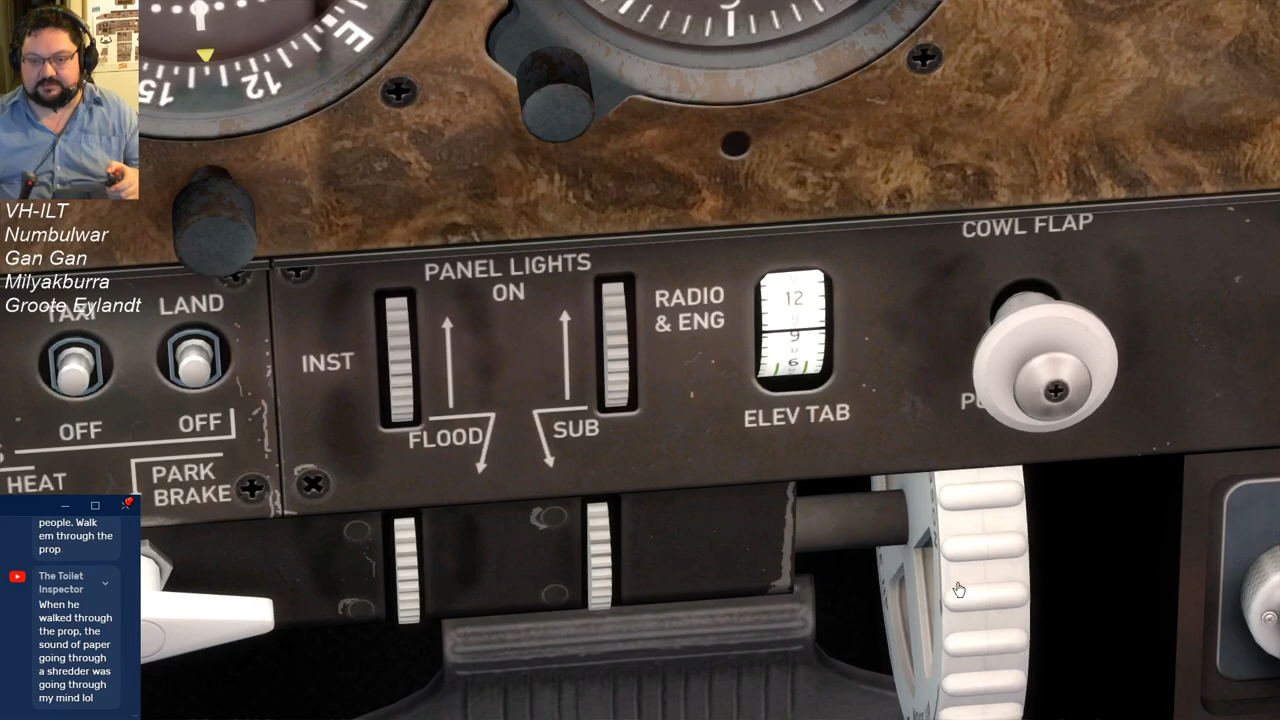 E
12
15
VH-ILT
Numbulwar
Gan Gan
Milyakburra
Groote Eylandt
TAXI
LAND
OFF
OFF
HEAT
PARK
BRAKE
PANEL LIGHTS
ON
INST
FLOOD
SUB
RADIO
& ENG
12
9
6
ELEV TAB
COWL FLAP
people. Walk
em through the
prop
The Toilet
Inspector
When he
walked through
the prop, the
sound of paper
going through
a shredder was
going through
my mind lol